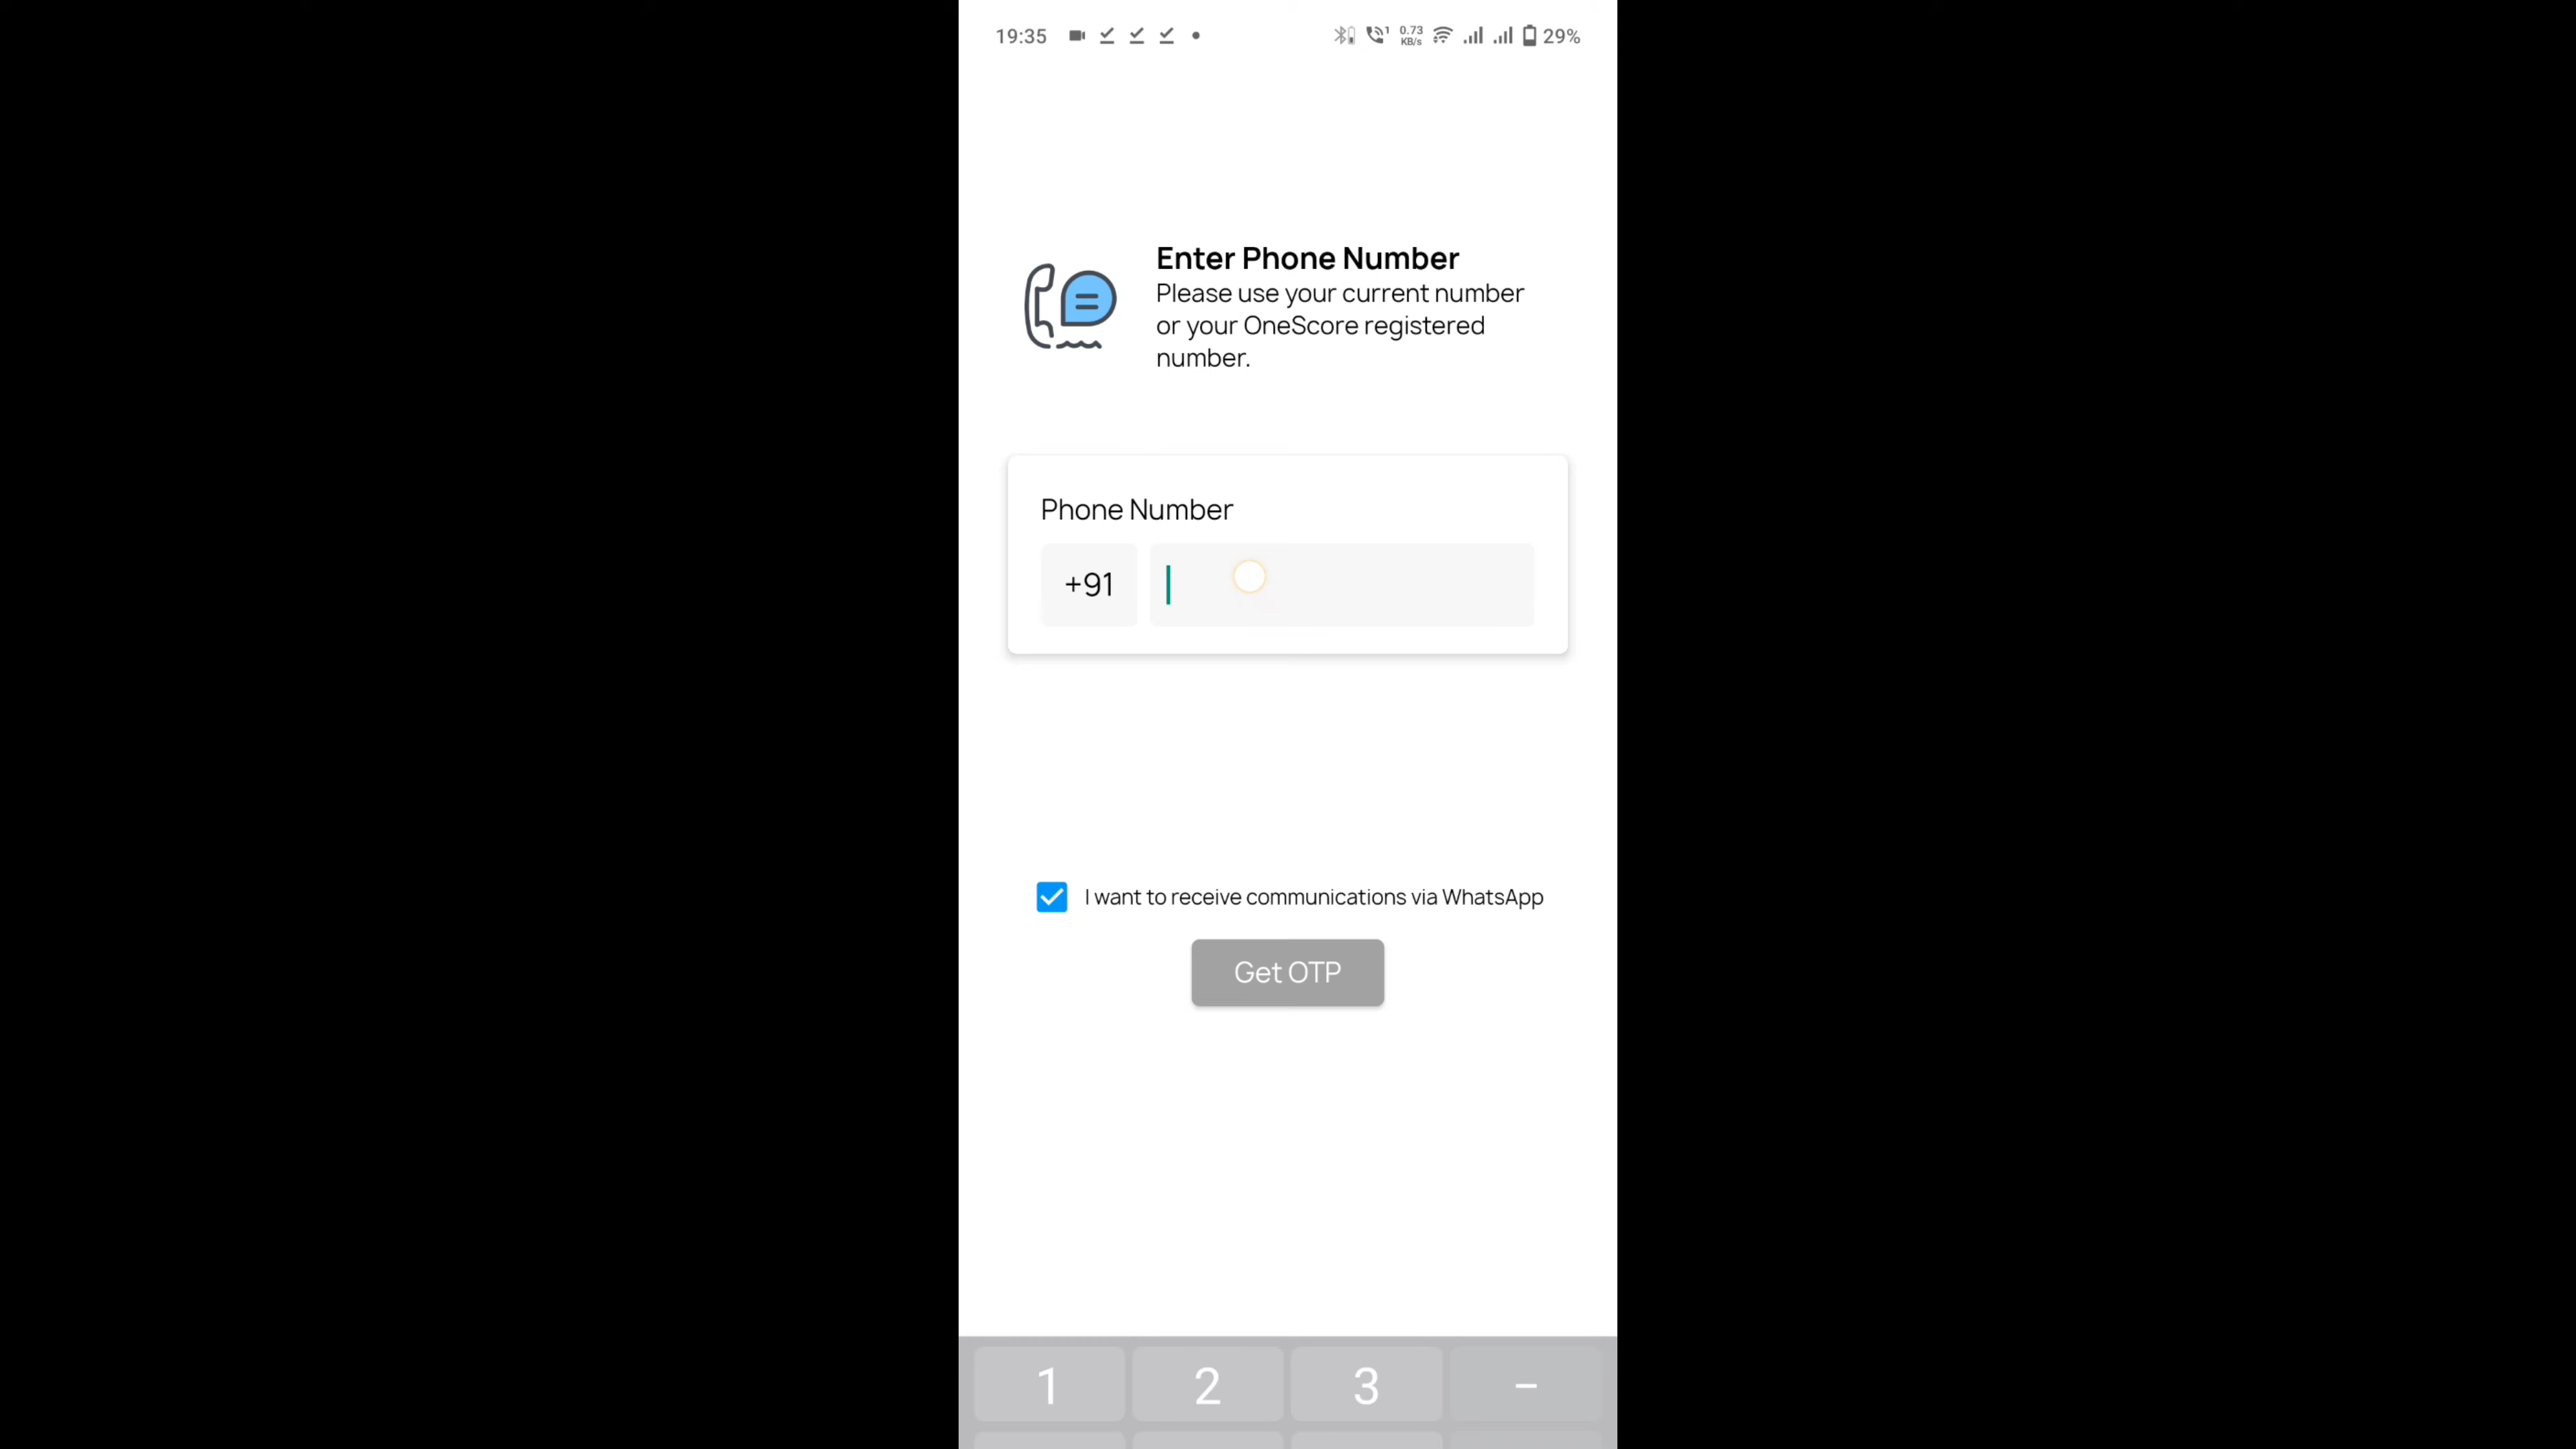 19:35 1 0.73 KB/s 29%
Enter Phone Number
Please use your current number
or your OneScore registered
number.
Phone Number
+91
I want to receive communications via WhatsApp
Get OTP
1 2 3 –